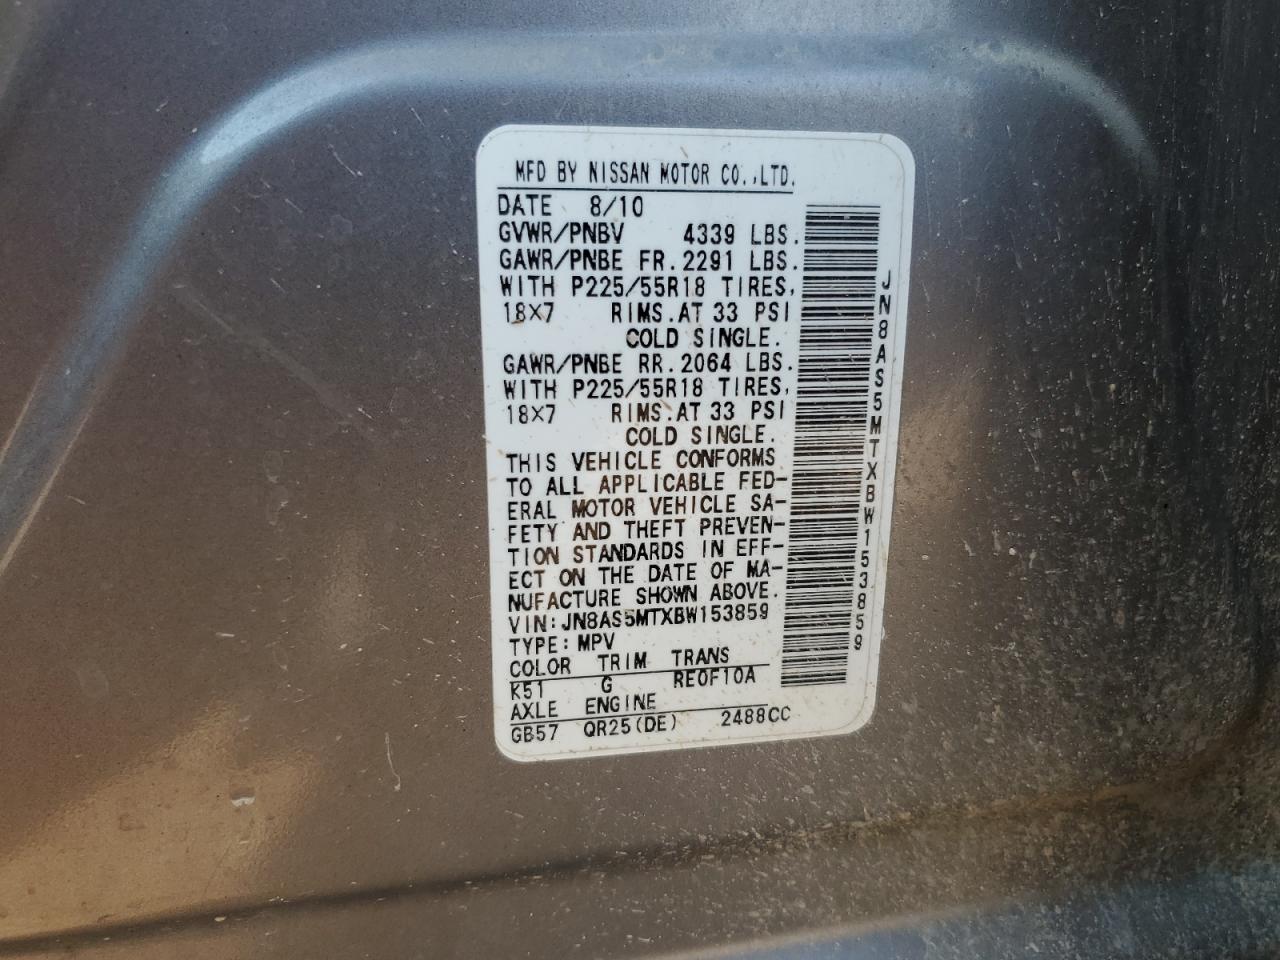 MFD BY NISSAN MOTOR CO.,LTD.
DATE 8/10
GVWR/PNBV 4339 LBS.
GAWR/PNBE FR.2291 LBS.
WITH P225/55R18 TIRES,
18X7 RIMS.AT 33 PSI
COLD SINGLE.
GAWR/PNBE RR.2064 LBS.
WITH P225/55R18 TIRES,
18X7 RIMS.AT 33 PSI
COLD SINGLE.
THIS VEHICLE CONFORMS
TO ALL APPLICABLE FED-
ERAL MOTOR VEHICLE SA-
FETY AND THEFT PREVEN-
TION STANDARDS IN EFF-
ECT ON THE DATE OF MA-
NUFACTURE SHOWN ABOVE.
VIN:JN8AS5MTXBW153859
TYPE:MPV
COLOR TRIM TRANS
K51 G RE0F10A
AXLE ENGINE
GB57 QR25(DE) 2488CC
JN8AS5MTXBW153859